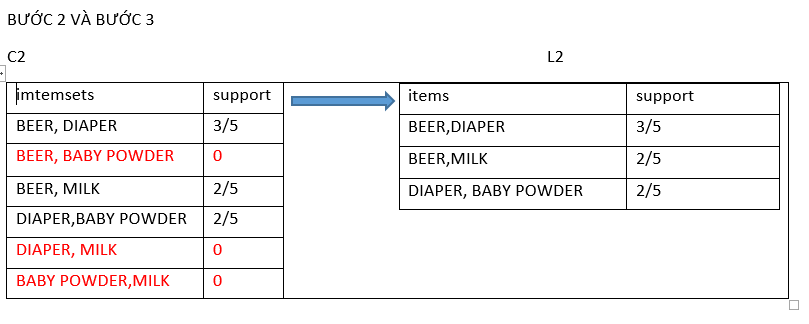 BƯỚC 2 VÀ BƯỚC 3
C2 L2
imtemsets support
BEER, DIAPER 3/5
BEER, BABY POWDER 0
BEER, MILK 2/5
DIAPER,BABY POWDER 2/5
DIAPER, MILK 0
BABY POWDER,MILK 0
items support
BEER,DIAPER 3/5
BEER,MILK 2/5
DIAPER, BABY POWDER 2/5